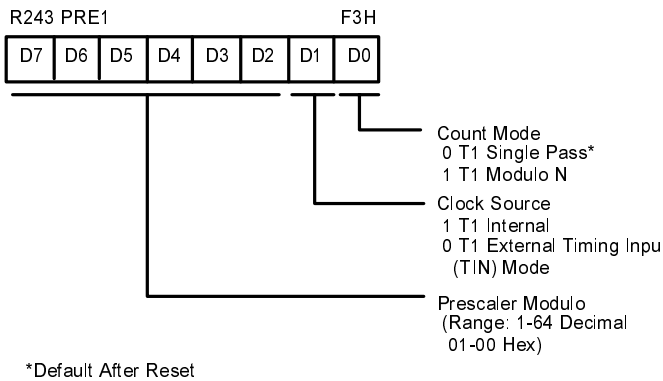 R243 PRE1 F3H
D7 D6 D5 D4 D3 D2 D1 D0
Count Mode
0 T1 Single Pass*
1 T1 Modulo N
Clock Source
1 T1 Internal
0 T1 External Timing Inpu
(TIN) Mode
Prescaler Modulo
(Range: 1-64 Decimal
01-00 Hex)
*Default After Reset